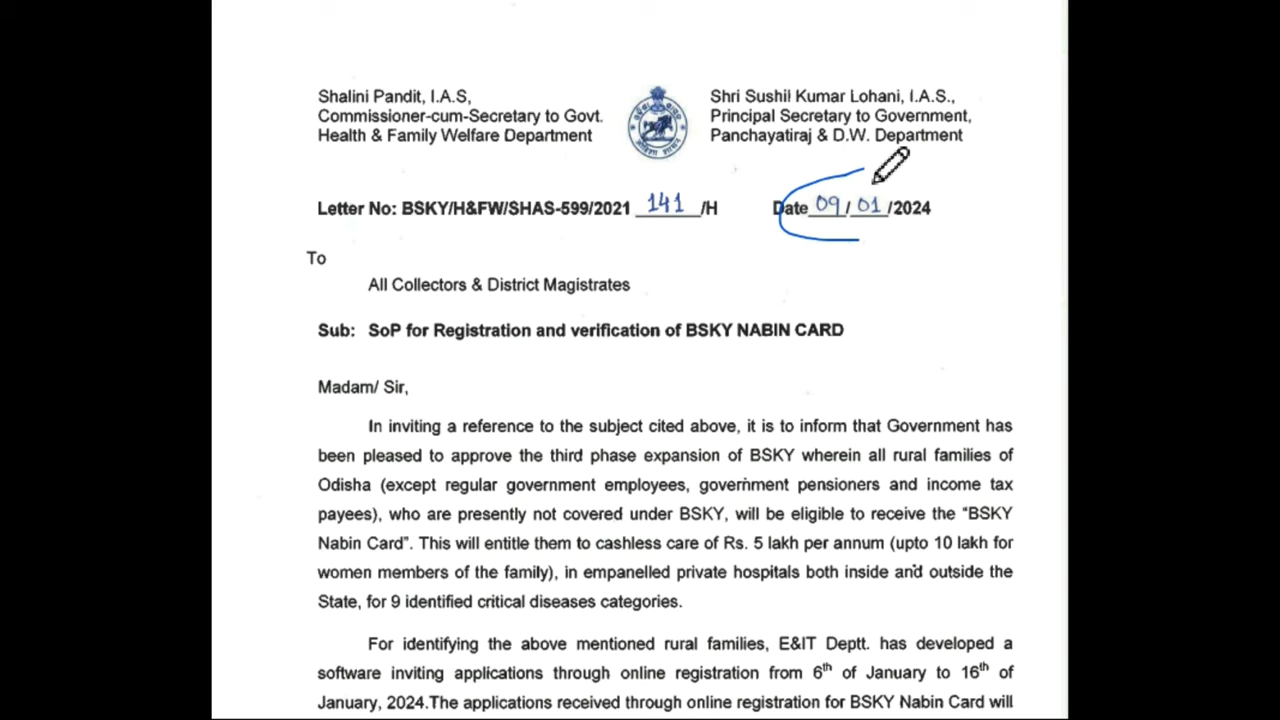 Shalini Pandit, I.A.S,
Commissioner-cum-Secretary to Govt.
Health & Family Welfare Department
Shri Sushil Kumar Lohani, I.A.S.,
Principal Secretary to Government,
Panchayatiraj & D.W. Department
Letter No: BSKY/H&FW/SHAS-599/2021 141 /H
Date 09/01/2024
To
All Collectors & District Magistrates
Sub: SoP for Registration and verification of BSKY NABIN CARD
Madam/ Sir,
In inviting a reference to the subject cited above, it is to inform that Government has
been pleased to approve the third phase expansion of BSKY wherein all rural families of
Odisha (except regular government employees, government pensioners and income tax
payees), who are presently not covered under BSKY, will be eligible to receive the "BSKY
Nabin Card". This will entitle them to cashless care of Rs. 5 lakh per annum (upto 10 lakh for
women members of the family), in empanelled private hospitals both inside and outside the
State, for 9 identified critical diseases categories.
For identifying the above mentioned rural families, E&IT Deptt. has developed a
software inviting applications through online registration from 6th of January to 16th of
January, 2024.The applications received through online registration for BSKY Nabin Card will